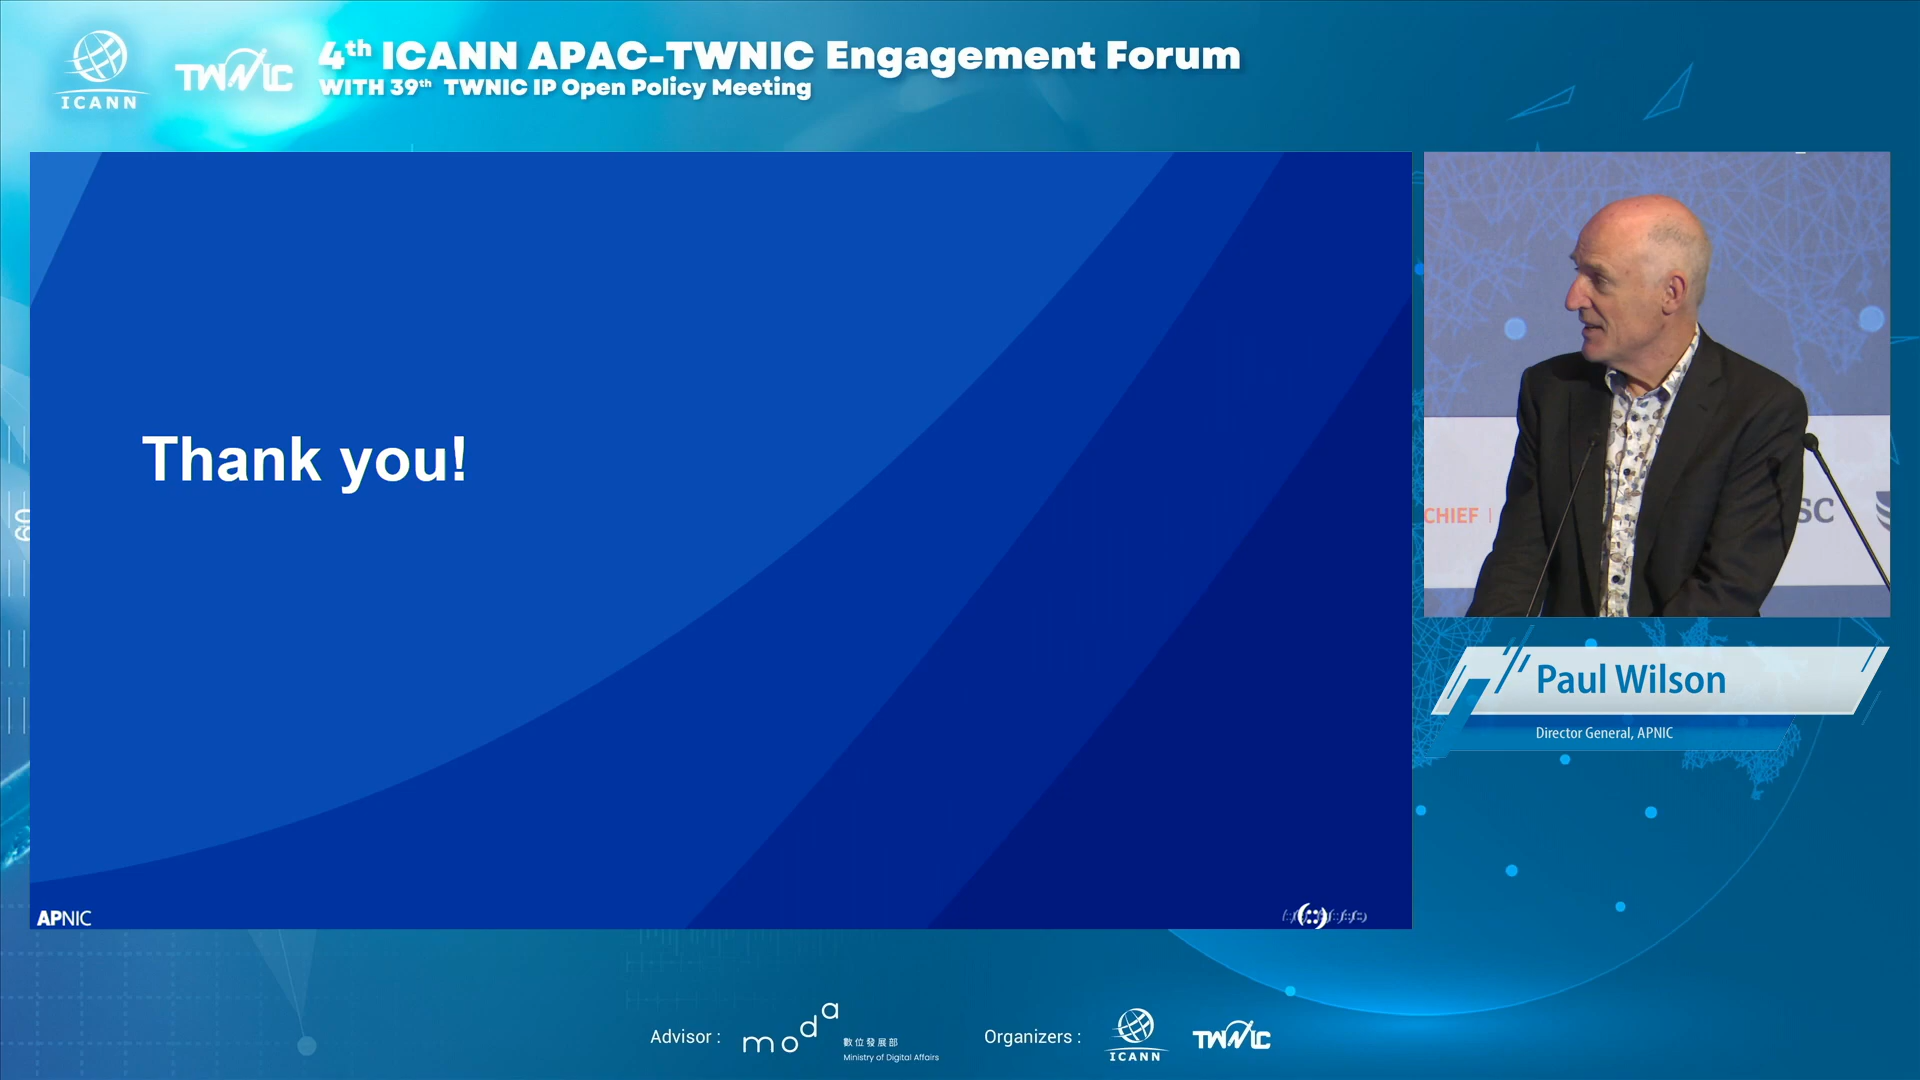 ICANN
TWNIC
4th ICANN APAC-TWNIC Engagement Forum
WITH 39th TWNIC IP Open Policy Meeting
Thank you!
APNIC
CHIEF
SC
Paul Wilson
Director General, APNIC
Advisor :
moda
數位發展部
Ministry of Digital Affairs
Organizers :
ICANN
TWNIC